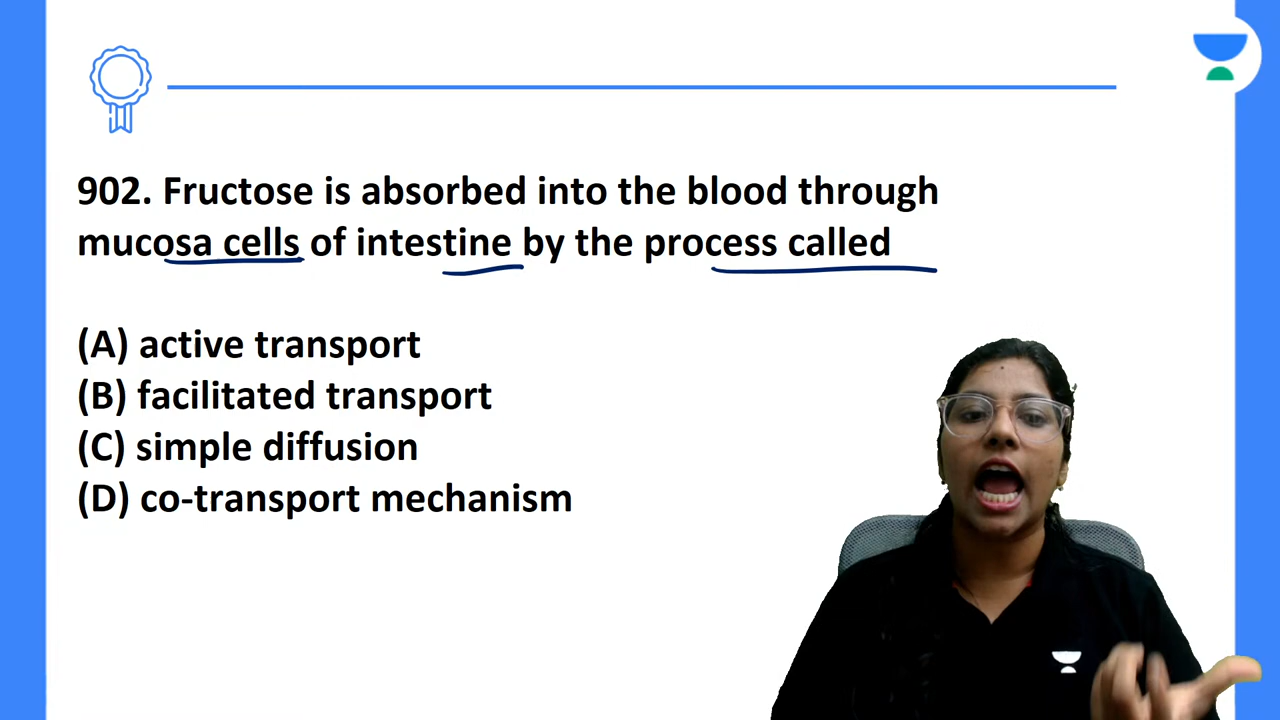 902. Fructose is absorbed into the blood through
mucosa cells of intestine by the process called
(A) active transport
(B) facilitated transport
(C) simple diffusion
(D) co-transport mechanism